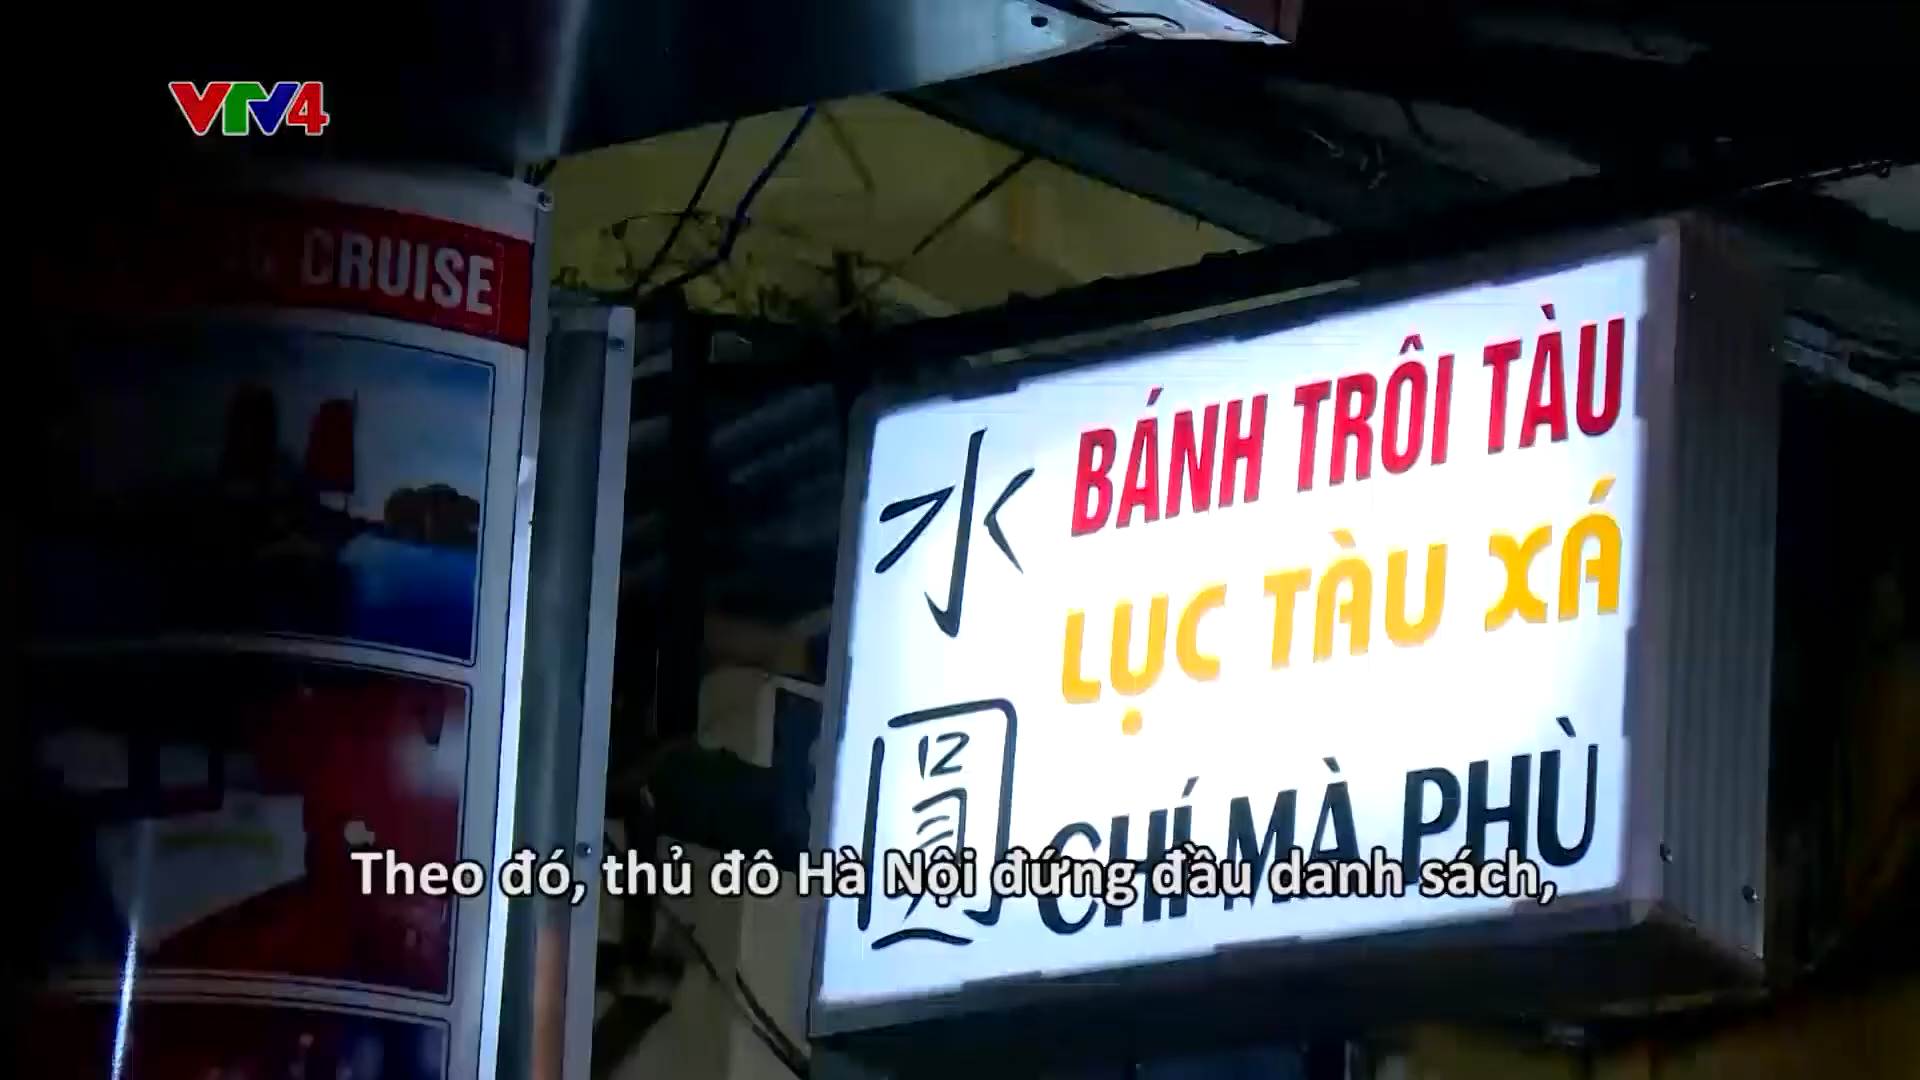 VTV4
CRUISE
水圓
BÁNH TRÔI TÀU
LỤC TÀU XÁ
CHÍ MÀ PHÙ
Theo đó, thủ đô Hà Nội đứng đầu danh sách,